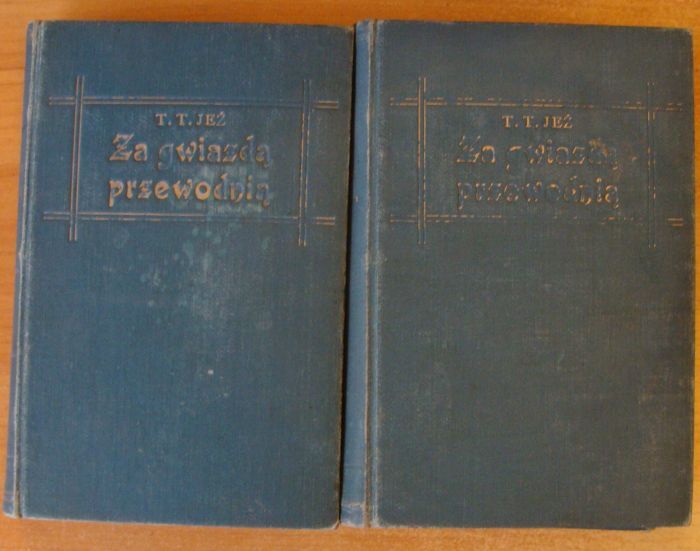 T. T. JEŻ
Za gwiazdą
przewodnią
T. T. JEŻ
Za gwiazdą
przewodnią